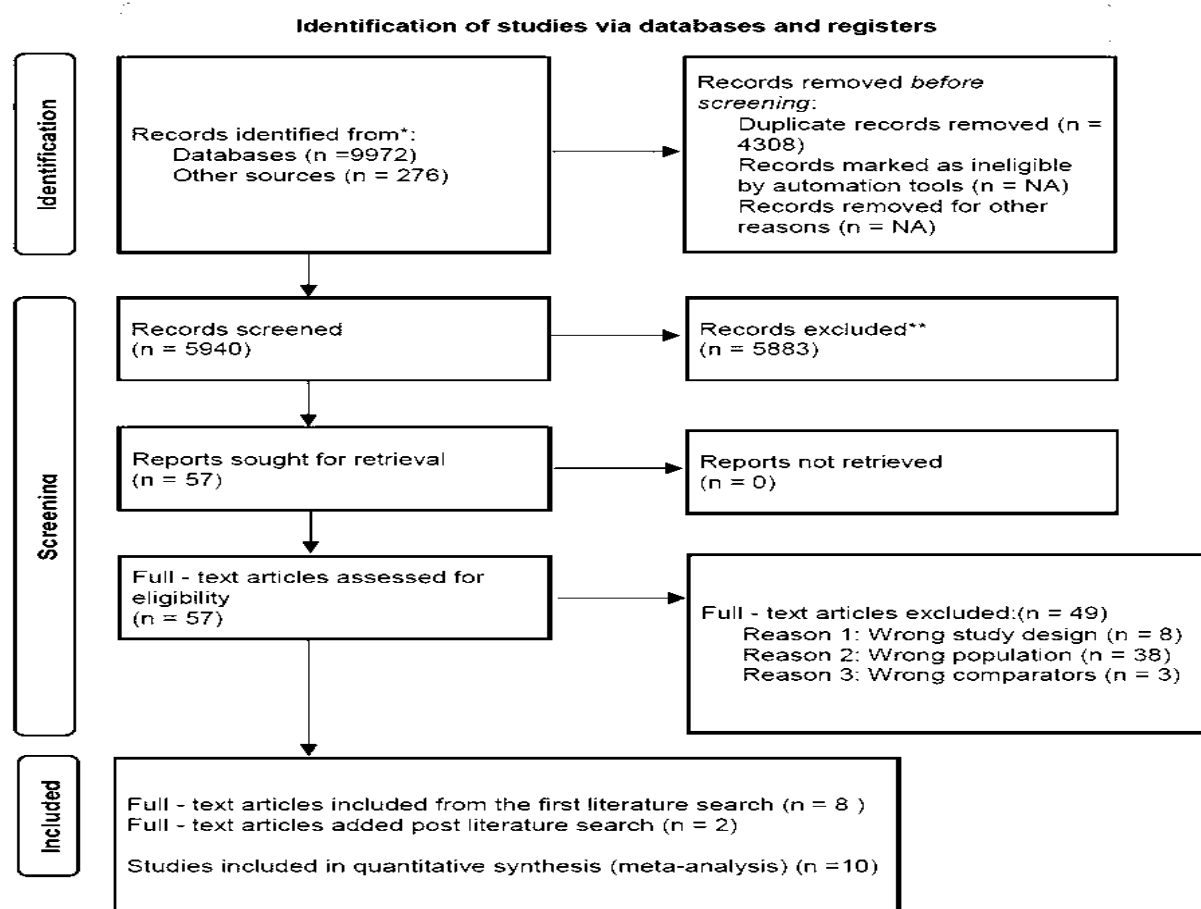 Identification of studies via databases and registers
Identification
Records identified from*:
Databases (n =9972)
Other sources (n = 276)
Records removed before
screening:
Duplicate records removed (n =
4308)
Records marked as ineligible
by automation tools (n = NA)
Records removed for other
reasons (n = NA)
Screening
Records screened
(n = 5940)
Records excluded**
(n = 5883)
Reports sought for retrieval
(n = 57)
Reports not retrieved
(n = 0)
Full - text articles assessed for
eligibility
(n = 57)
Full - text articles excluded:(n = 49)
Reason 1: Wrong study design (n = 8)
Reason 2: Wrong population (n = 38)
Reason 3: Wrong comparators (n = 3)
Included
Full - text articles included from the first literature search (n = 8 )
Full - text articles added post literature search (n = 2)
Studies included in quantitative synthesis (meta-analysis) (n =10)